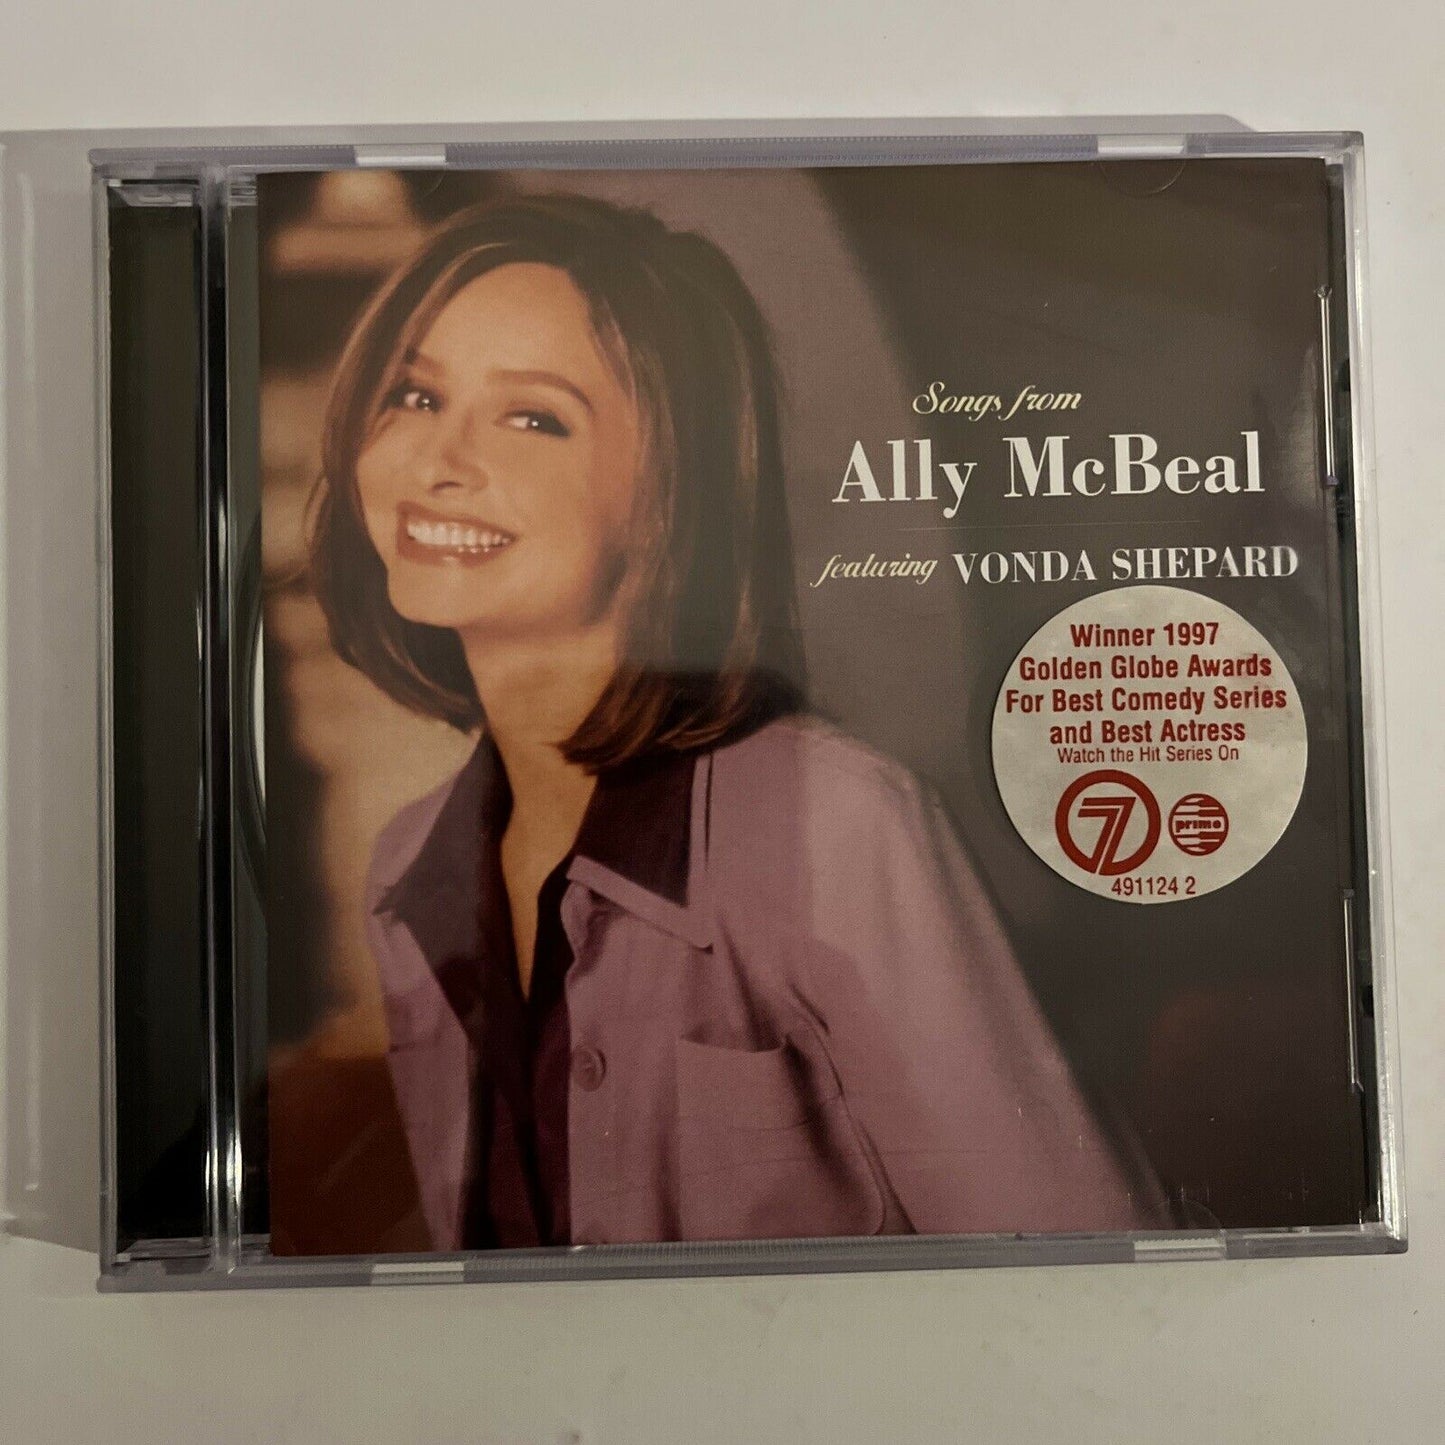 Songs from
Ally McBeal
featuring VONDA SHEPARD
Winner 1997
Golden Globe Awards
For Best Comedy Series
and Best Actress
Watch the Hit Series On
7 prime
491124 2